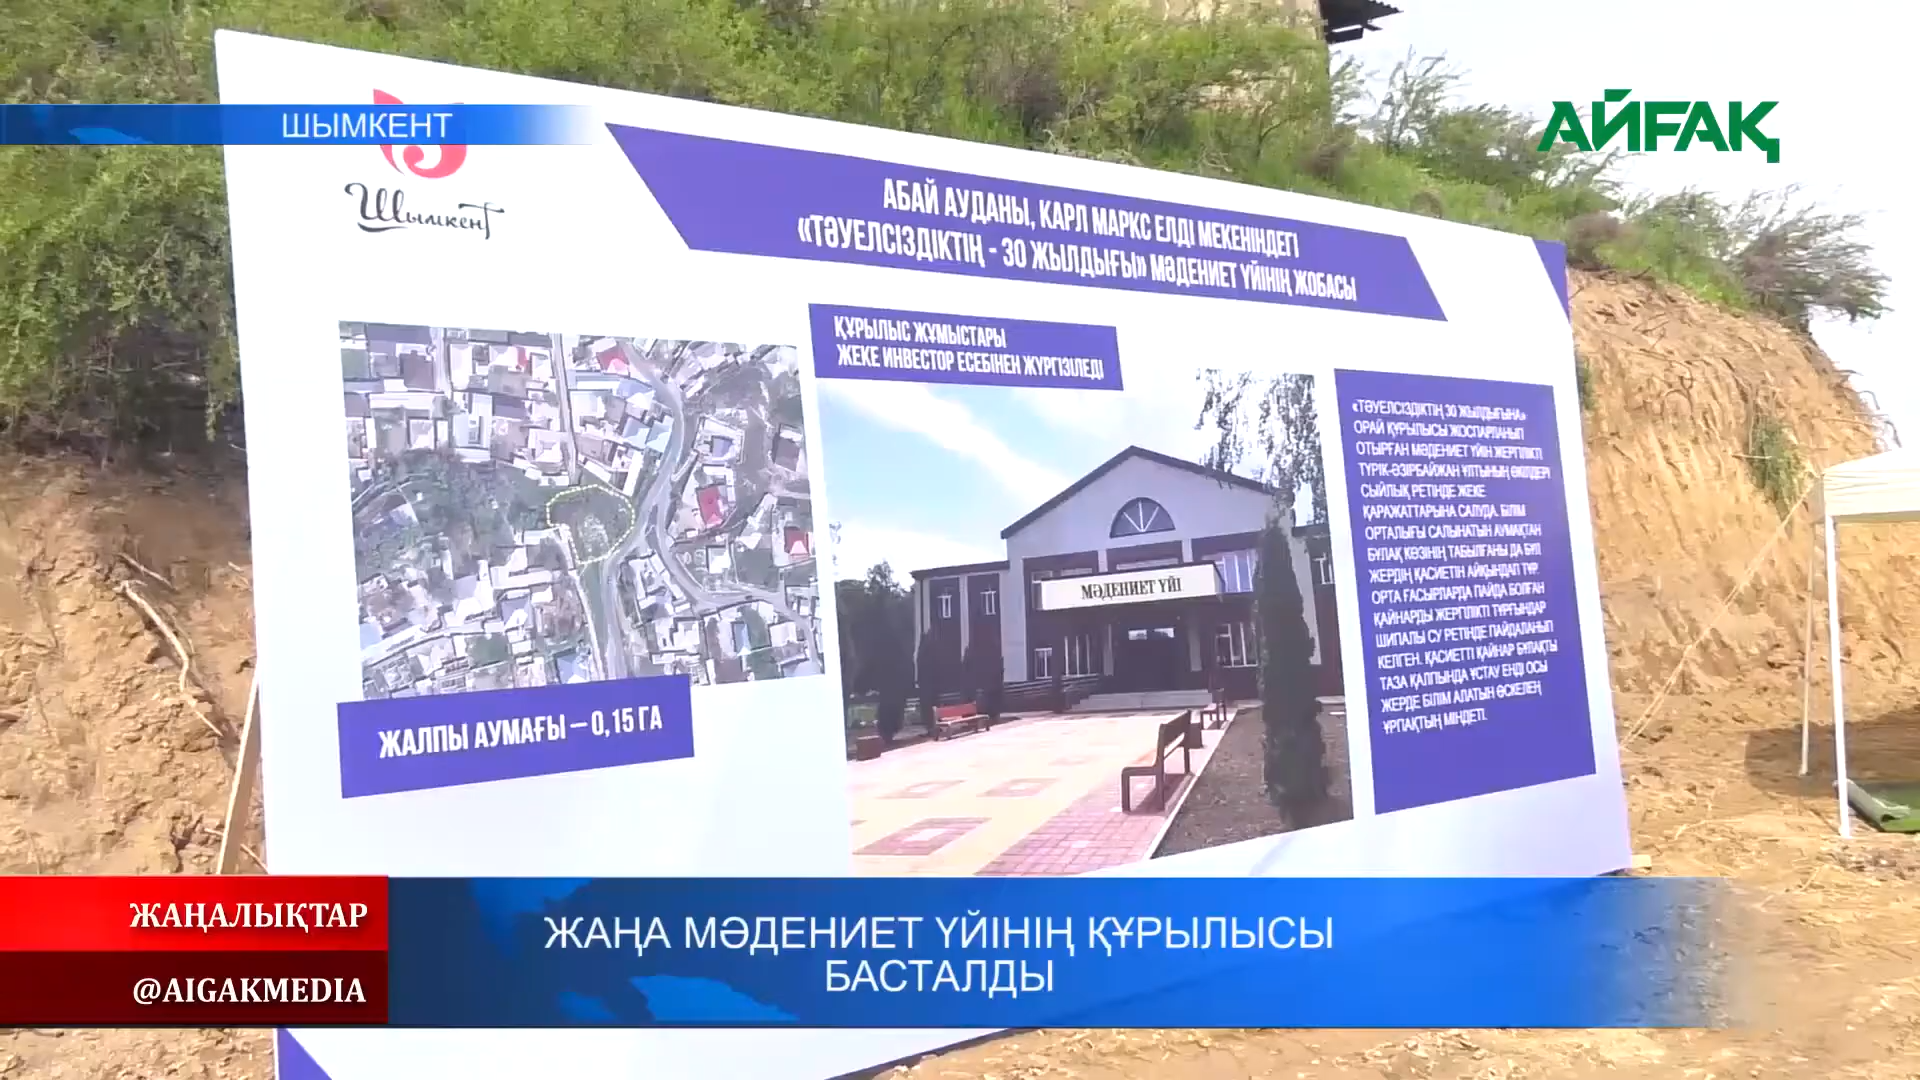 ШЫМКЕНТ
АЙҒАҚ
Шымкент
АБАЙ АУДАНЫ, КАРЛ МАРКС ЕЛДІ МЕКЕНІНДЕГІ
«ТӘУЕЛСІЗДІКТІҢ - 30 ЖЫЛДЫҒЫ» МӘДЕНИЕТ ҮЙІНІҢ ЖОБАСЫ
ҚҰРЫЛЫС ЖҰМЫСТАРЫ
ЖЕКЕ ИНВЕСТОР ЕСЕБІНЕН ЖҮРГІЗІЛЕДІ
ЖАЛПЫ АУМАҒЫ – 0,15 ГА
МӘДЕНИЕТ ҮЙІ
«ТӘУЕЛСІЗДІКТІҢ 30 ЖЫЛДЫҒЫНА»
ОРАЙ ҚҰРЫЛЫСЫ ЖОСПАРЛАНЫП
ОТЫРҒАН МӘДЕНИЕТ ҮЙІН ЖЕРГІЛІКТІ
ТҮРІК-ӘЗІРБАЙЖАН ҰЛТЫНЫҢ ӨКІЛДЕРІ
СЫЙЛЫҚ РЕТІНДЕ ЖЕКЕ
ҚАРАЖАТТАРЫНА САЛУДА. БІЛІМ
ОРТАЛЫҒЫ САЛЫНАТЫН АУМАҚТАН
БҰЛАҚ КӨЗІНІҢ ТАБЫЛҒАНЫ ДА БҰЛ
ЖЕРДІҢ ҚАСИЕТІН АЙҚЫНДАП ТҰР.
ОРТА ҒАСЫРЛАРДА ПАЙДА БОЛҒАН
ҚАЙНАРДЫ ЖЕРГІЛІКТІ ТҰРҒЫНДАР
ШИПАЛЫ СУ РЕТІНДЕ ПАЙДАЛАНЫП
КЕЛГЕН. ҚАСИЕТТІ ҚАЙНАР БҰЛАҚТЫ
ТАЗА ҚАЛПЫНДА ҰСТАУ ЕНДІ ОСЫ
ЖЕРДЕ БІЛІМ АЛАТЫН ӨСКЕЛЕҢ
ҰРПАҚТЫҢ МІНДЕТІ.
ЖАҢАЛЫҚТАР
@AIGAKMEDIA
ЖАҢА МӘДЕНИЕТ ҮЙІНІҢ ҚҰРЫЛЫСЫ
БАСТАЛДЫ